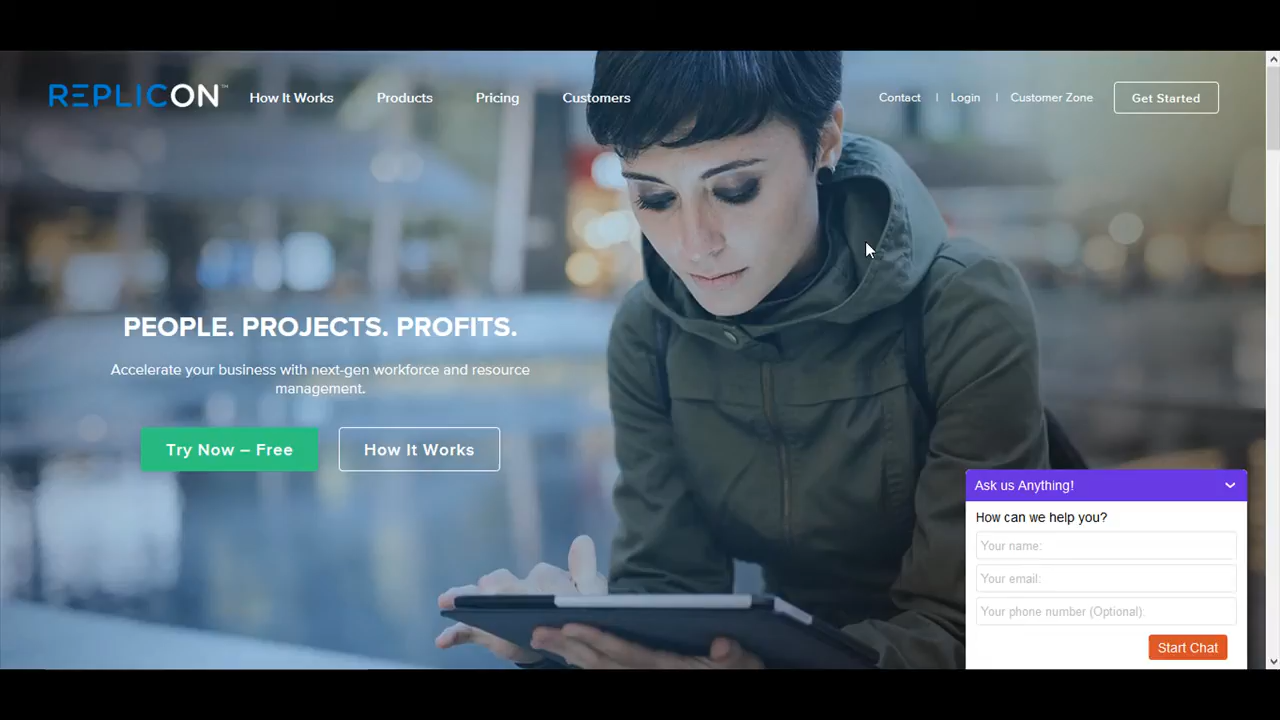 REPLICON™
How It Works
Products
Pricing
Customers
Contact
Login
Customer Zone
Get Started
PEOPLE. PROJECTS. PROFITS.
Accelerate your business with next-gen workforce and resource
management.
Try Now – Free
How It Works
Ask us Anything!
How can we help you?
Your name:
Your email:
Your phone number (Optional):
Start Chat